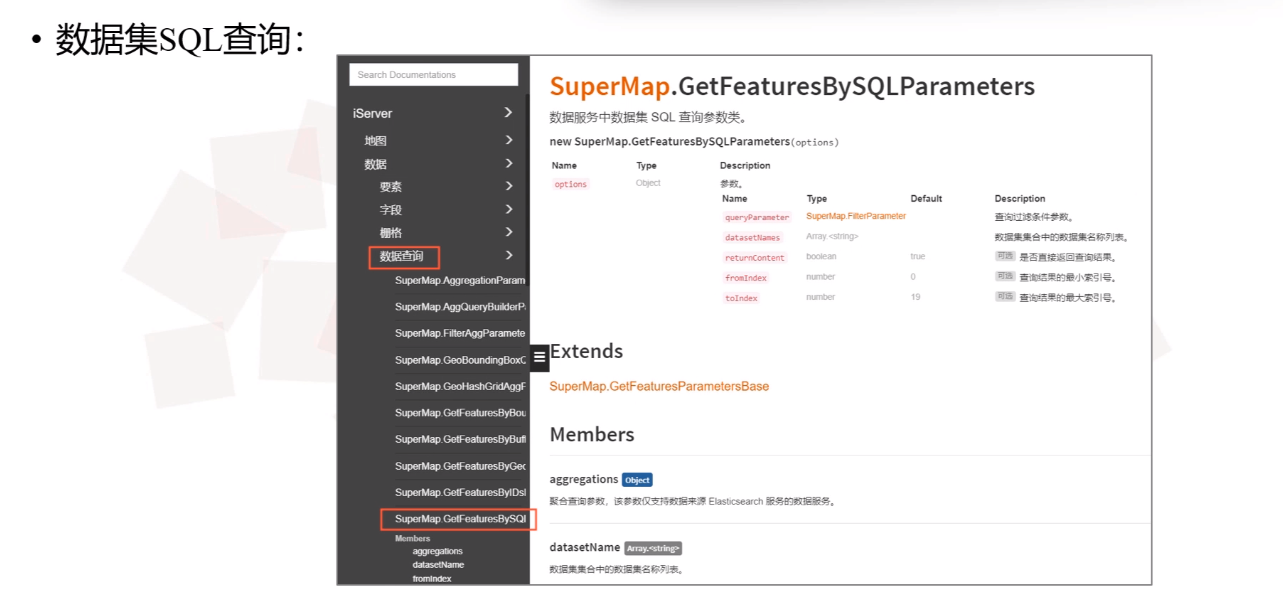 • 数据集SQL查询：
Search Documentations
iServer
地图
数据
要素
字段
栅格
数据查询
SuperMap.AggregationParam
SuperMap.AggQueryBuilderP
SuperMap.FilterAggParamete
SuperMap.GeoBoundingBoxC
SuperMap.GeoHashGridAggF
SuperMap.GetFeaturesByBou
SuperMap.GetFeaturesByBuff
SuperMap.GetFeaturesByGeo
SuperMap.GetFeaturesByIDsI
SuperMap.GetFeaturesBySQl
Members
aggregations
datasetName
fromIndex
SuperMap.GetFeaturesBySQLParameters
数据服务中数据集 SQL 查询参数类。
new SuperMap.GetFeaturesBySQLParameters(options)
Name Type Description
options Object 参数。
Name Type Default Description
queryParameter SuperMap.FilterParameter 查询过滤条件参数。
datasetNames Array.<string> 数据集集合中的数据集名称列表。
returnContent boolean true 可选 是否直接返回查询结果。
fromIndex number 0 可选 查询结果的最小索引号。
toIndex number 19 可选 查询结果的最大索引号。
Extends
SuperMap.GetFeaturesParametersBase
Members
aggregations Object
聚合查询参数，该参数仅支持数据来源 Elasticsearch 服务的数据服务。
datasetName Array.<string>
数据集集合中的数据集名称列表。